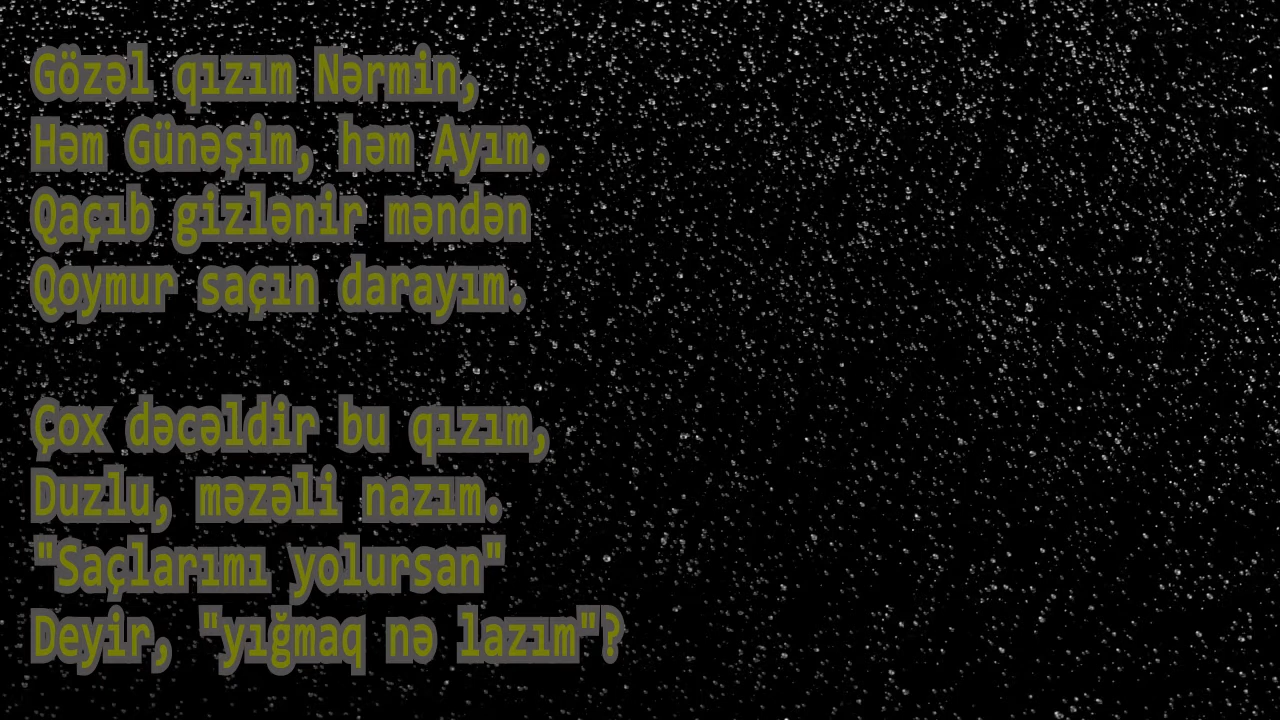 Gözəl qızım Nərmin,
Həm Günəşim, həm Ayım.
Qaçıb gizlənir məndən
Qoymur saçın darayım.
Çox dəcəldir bu qızım,
Duzlu, məzəli nazım.
"Saçlarımı yolursan"
Deyir, "yığmaq nə lazım"?